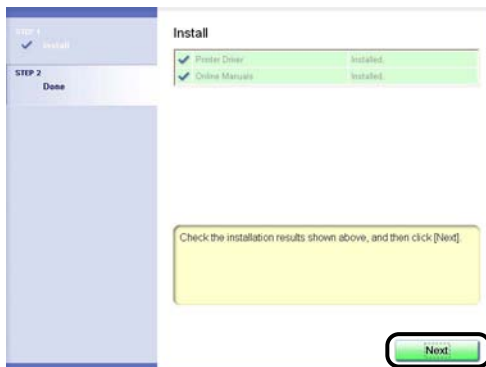 STEP 1
Install
STEP 2
Done
Install
Printer Driver Installed.
Online Manuals Installed.
Check the installation results shown above, and then click [Next].
Next